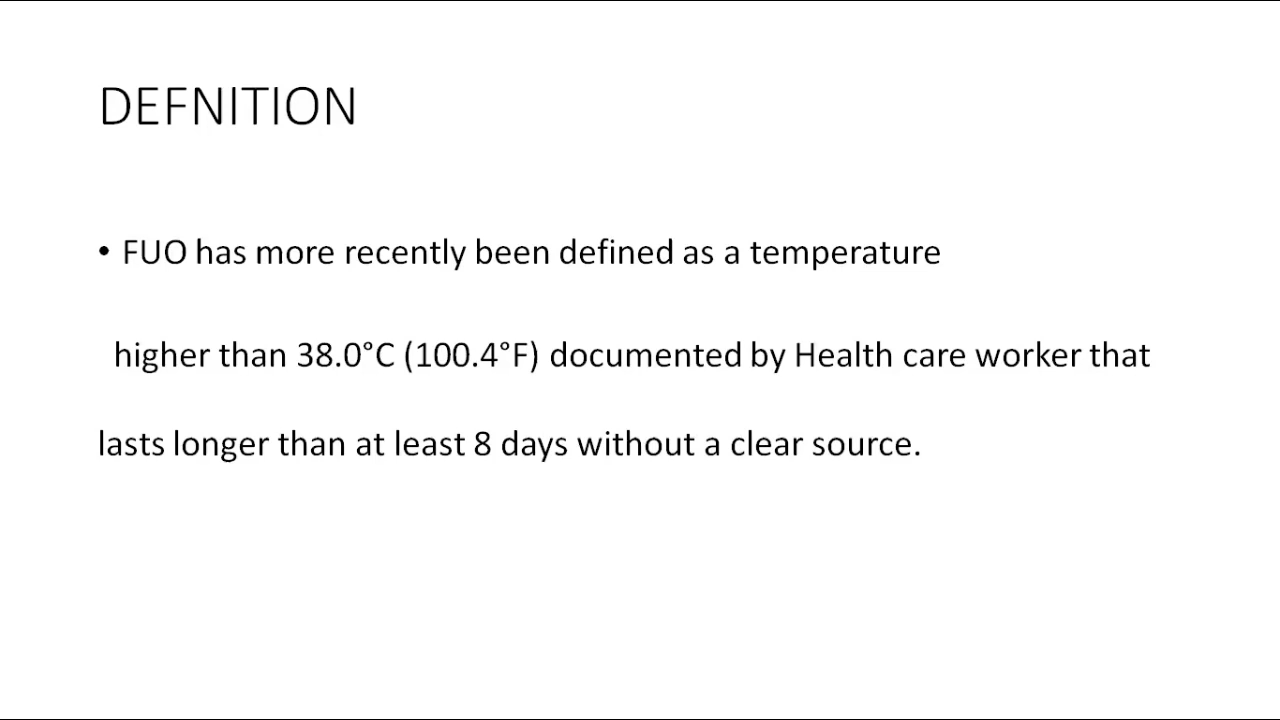 DEFNITION
• FUO has more recently been defined as a temperature
higher than 38.0°C (100.4°F) documented by Health care worker that
lasts longer than at least 8 days without a clear source.